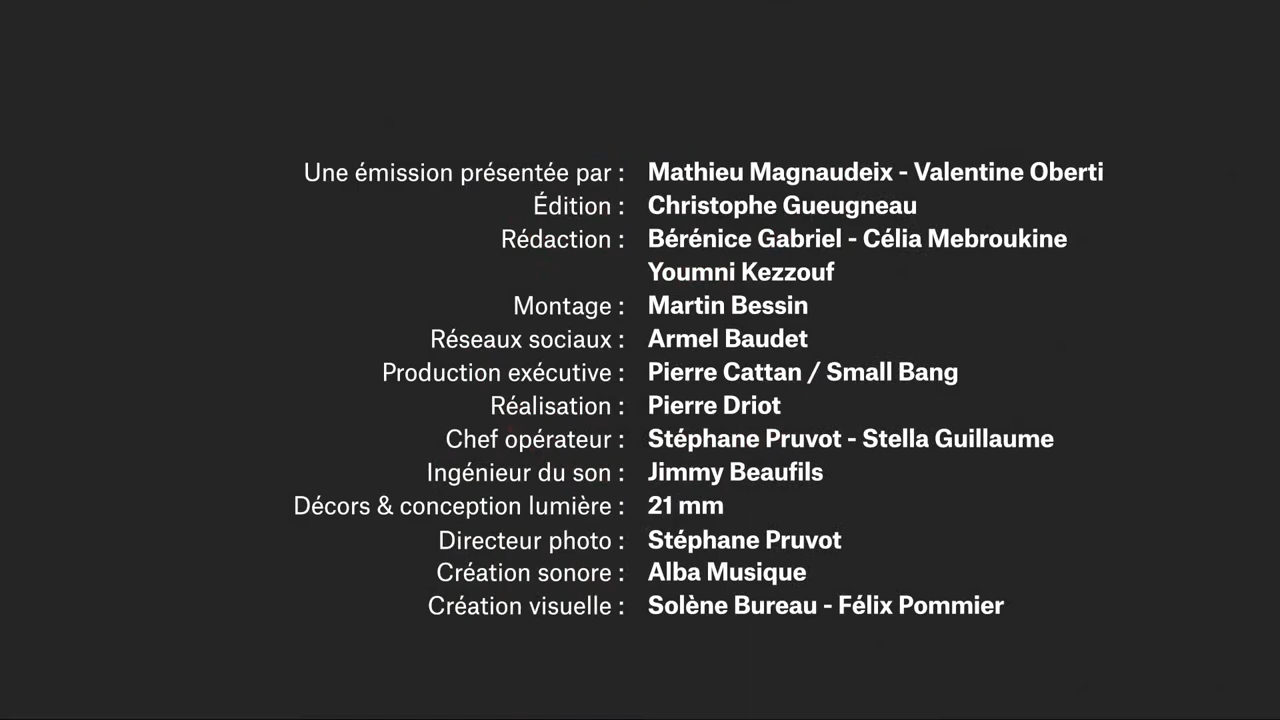 Une émission présentée par : Mathieu Magnaudeix - Valentine Oberti
Édition : Christophe Gueugneau
Rédaction : Bérénice Gabriel - Célia Mebroukine
Youmni Kezzouf
Montage : Martin Bessin
Réseaux sociaux : Armel Baudet
Production exécutive : Pierre Cattan / Small Bang
Réalisation : Pierre Driot
Chef opérateur : Stéphane Pruvot - Stella Guillaume
Ingénieur du son : Jimmy Beaufils
Décors & conception lumière : 21 mm
Directeur photo : Stéphane Pruvot
Création sonore : Alba Musique
Création visuelle : Solène Bureau - Félix Pommier